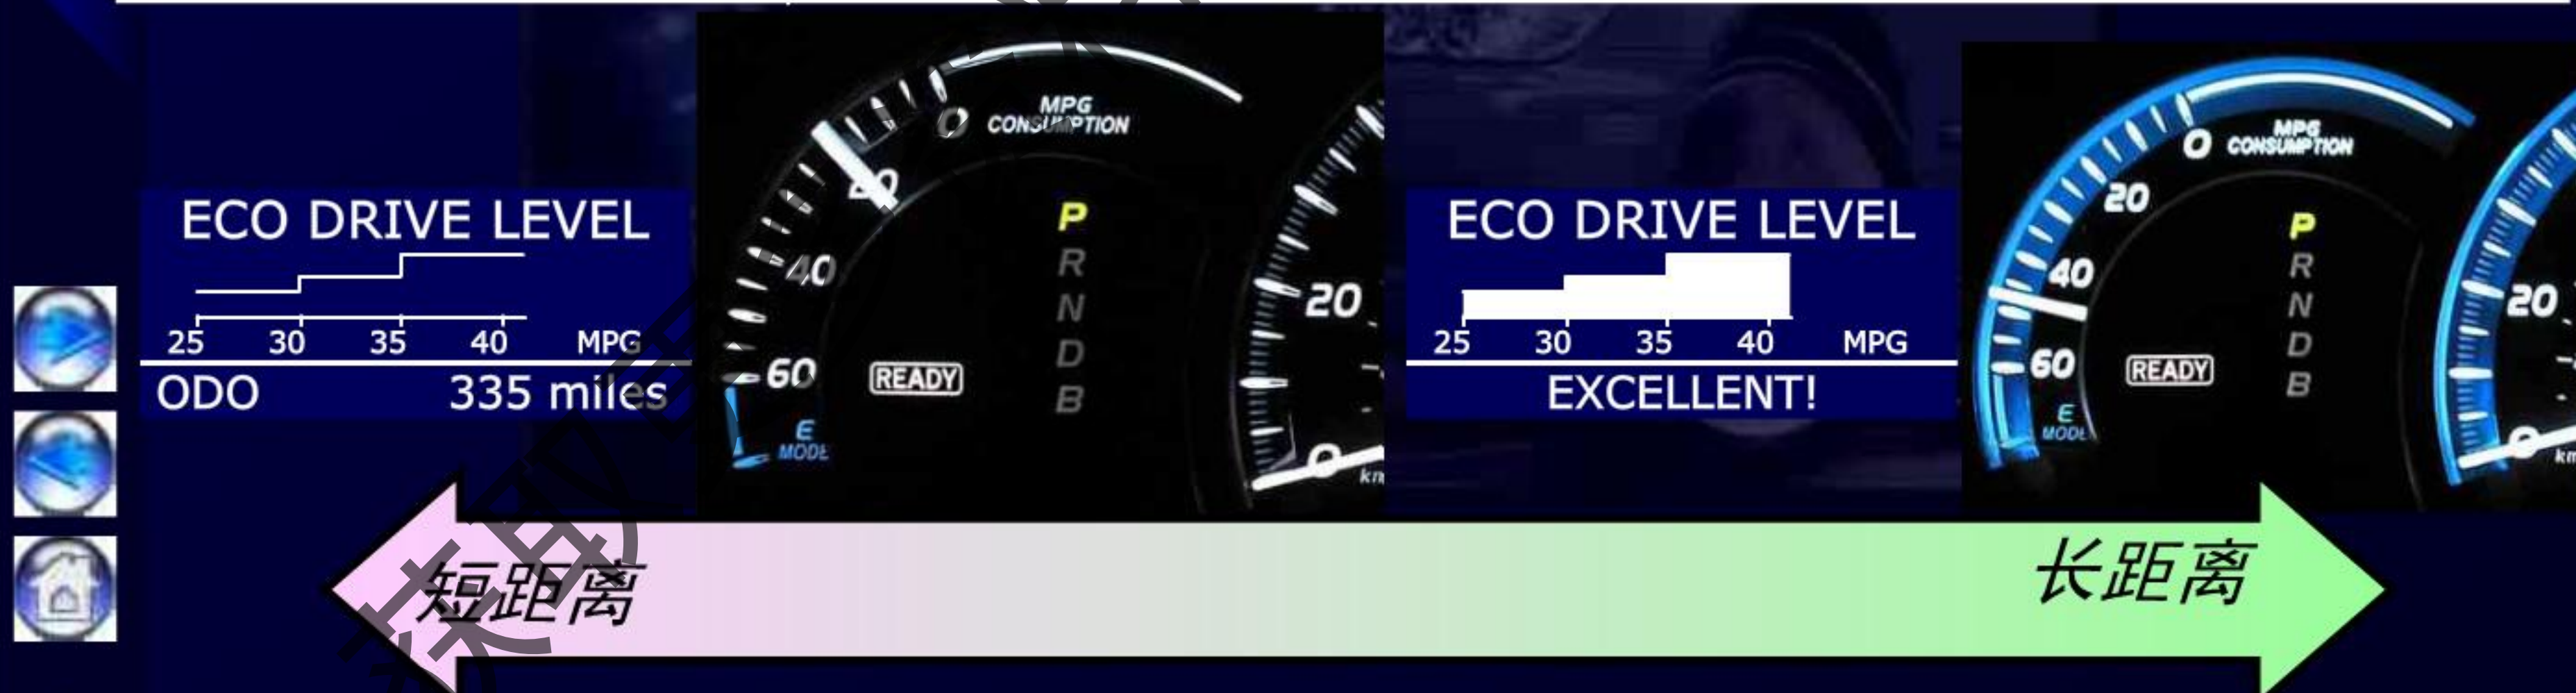 ECO DRIVE LEVEL
25 30 35 40 MPG
ODO 335 miles
0 MPG
CONSUMPTION
20
40
60
E
MODE
P
R
N
D
B
READY
20
0
ECO DRIVE LEVEL
25 30 35 40 MPG
EXCELLENT!
0 MPG
CONSUMPTION
20
40
60
E
MODE
P
R
N
D
B
READY
20
0
短距离
长距离